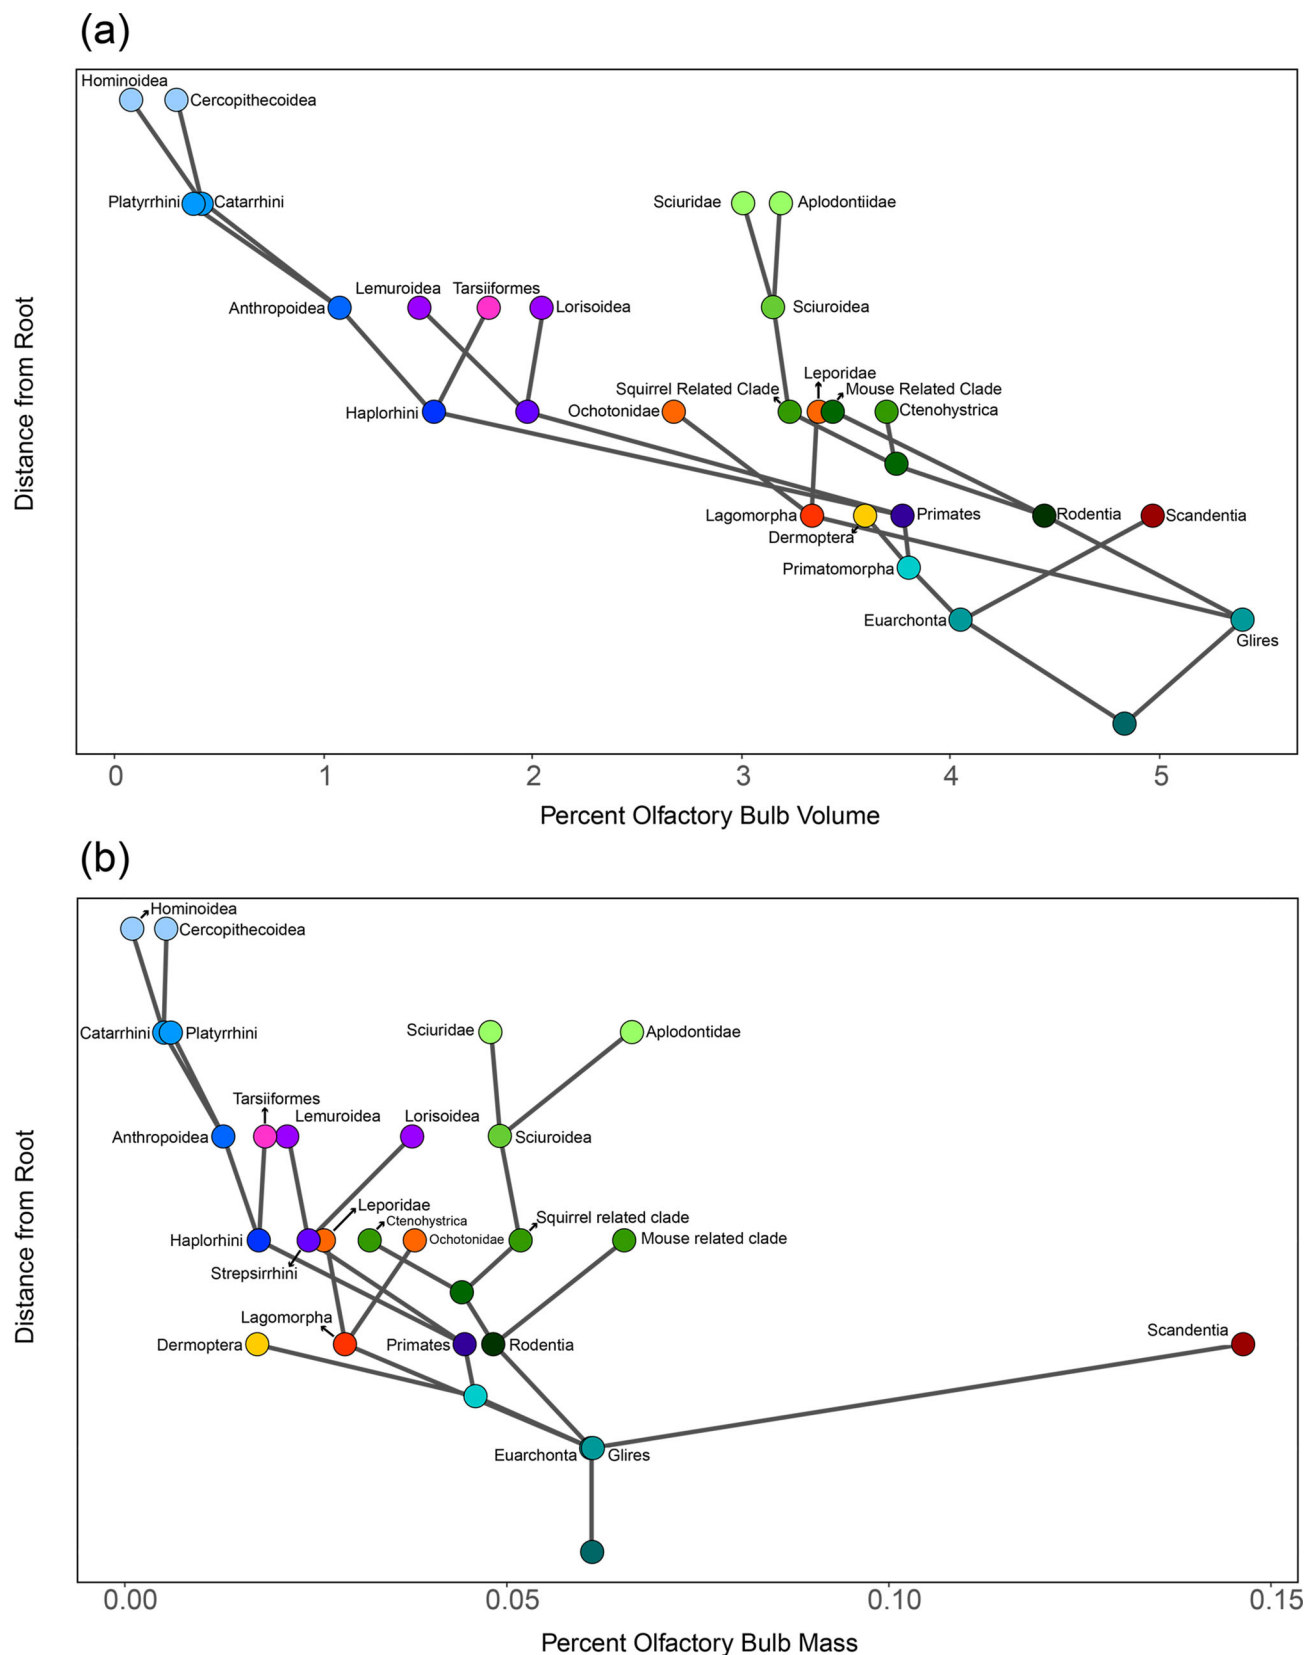 (a)
Hominoidea
Cercopithecoidea
Platyrrhini
Catarrhini
Sciuridae
Aplodontiidae
Lemuroidea
Tarsiiformes
Anthropoidea
Lorisoidea
Sciuroidea
Leporidae
Squirrel Related Clade
Mouse Related Clade
Haplorhini
Ochotonidae
Ctenohystrica
Lagomorpha
Primates
Rodentia
Scandentia
Dermoptera
Primatomorpha
Euarchonta
Glires
Distance from Root
0 1 2 3 4 5
Percent Olfactory Bulb Volume
(b)
Hominoidea
Cercopithecoidea
Catarrhini
Platyrrhini
Sciuridae
Aplodontidae
Tarsiiformes
Lemuroidea
Lorisoidea
Anthropoidea
Sciuroidea
Leporidae
Ctenohystrica
Squirrel related clade
Haplorhini
Ochotonidae
Mouse related clade
Strepsirrhini
Lagomorpha
Dermoptera
Primates
Rodentia
Scandentia
Euarchonta
Glires
Distance from Root
0.00 0.05 0.10 0.15
Percent Olfactory Bulb Mass